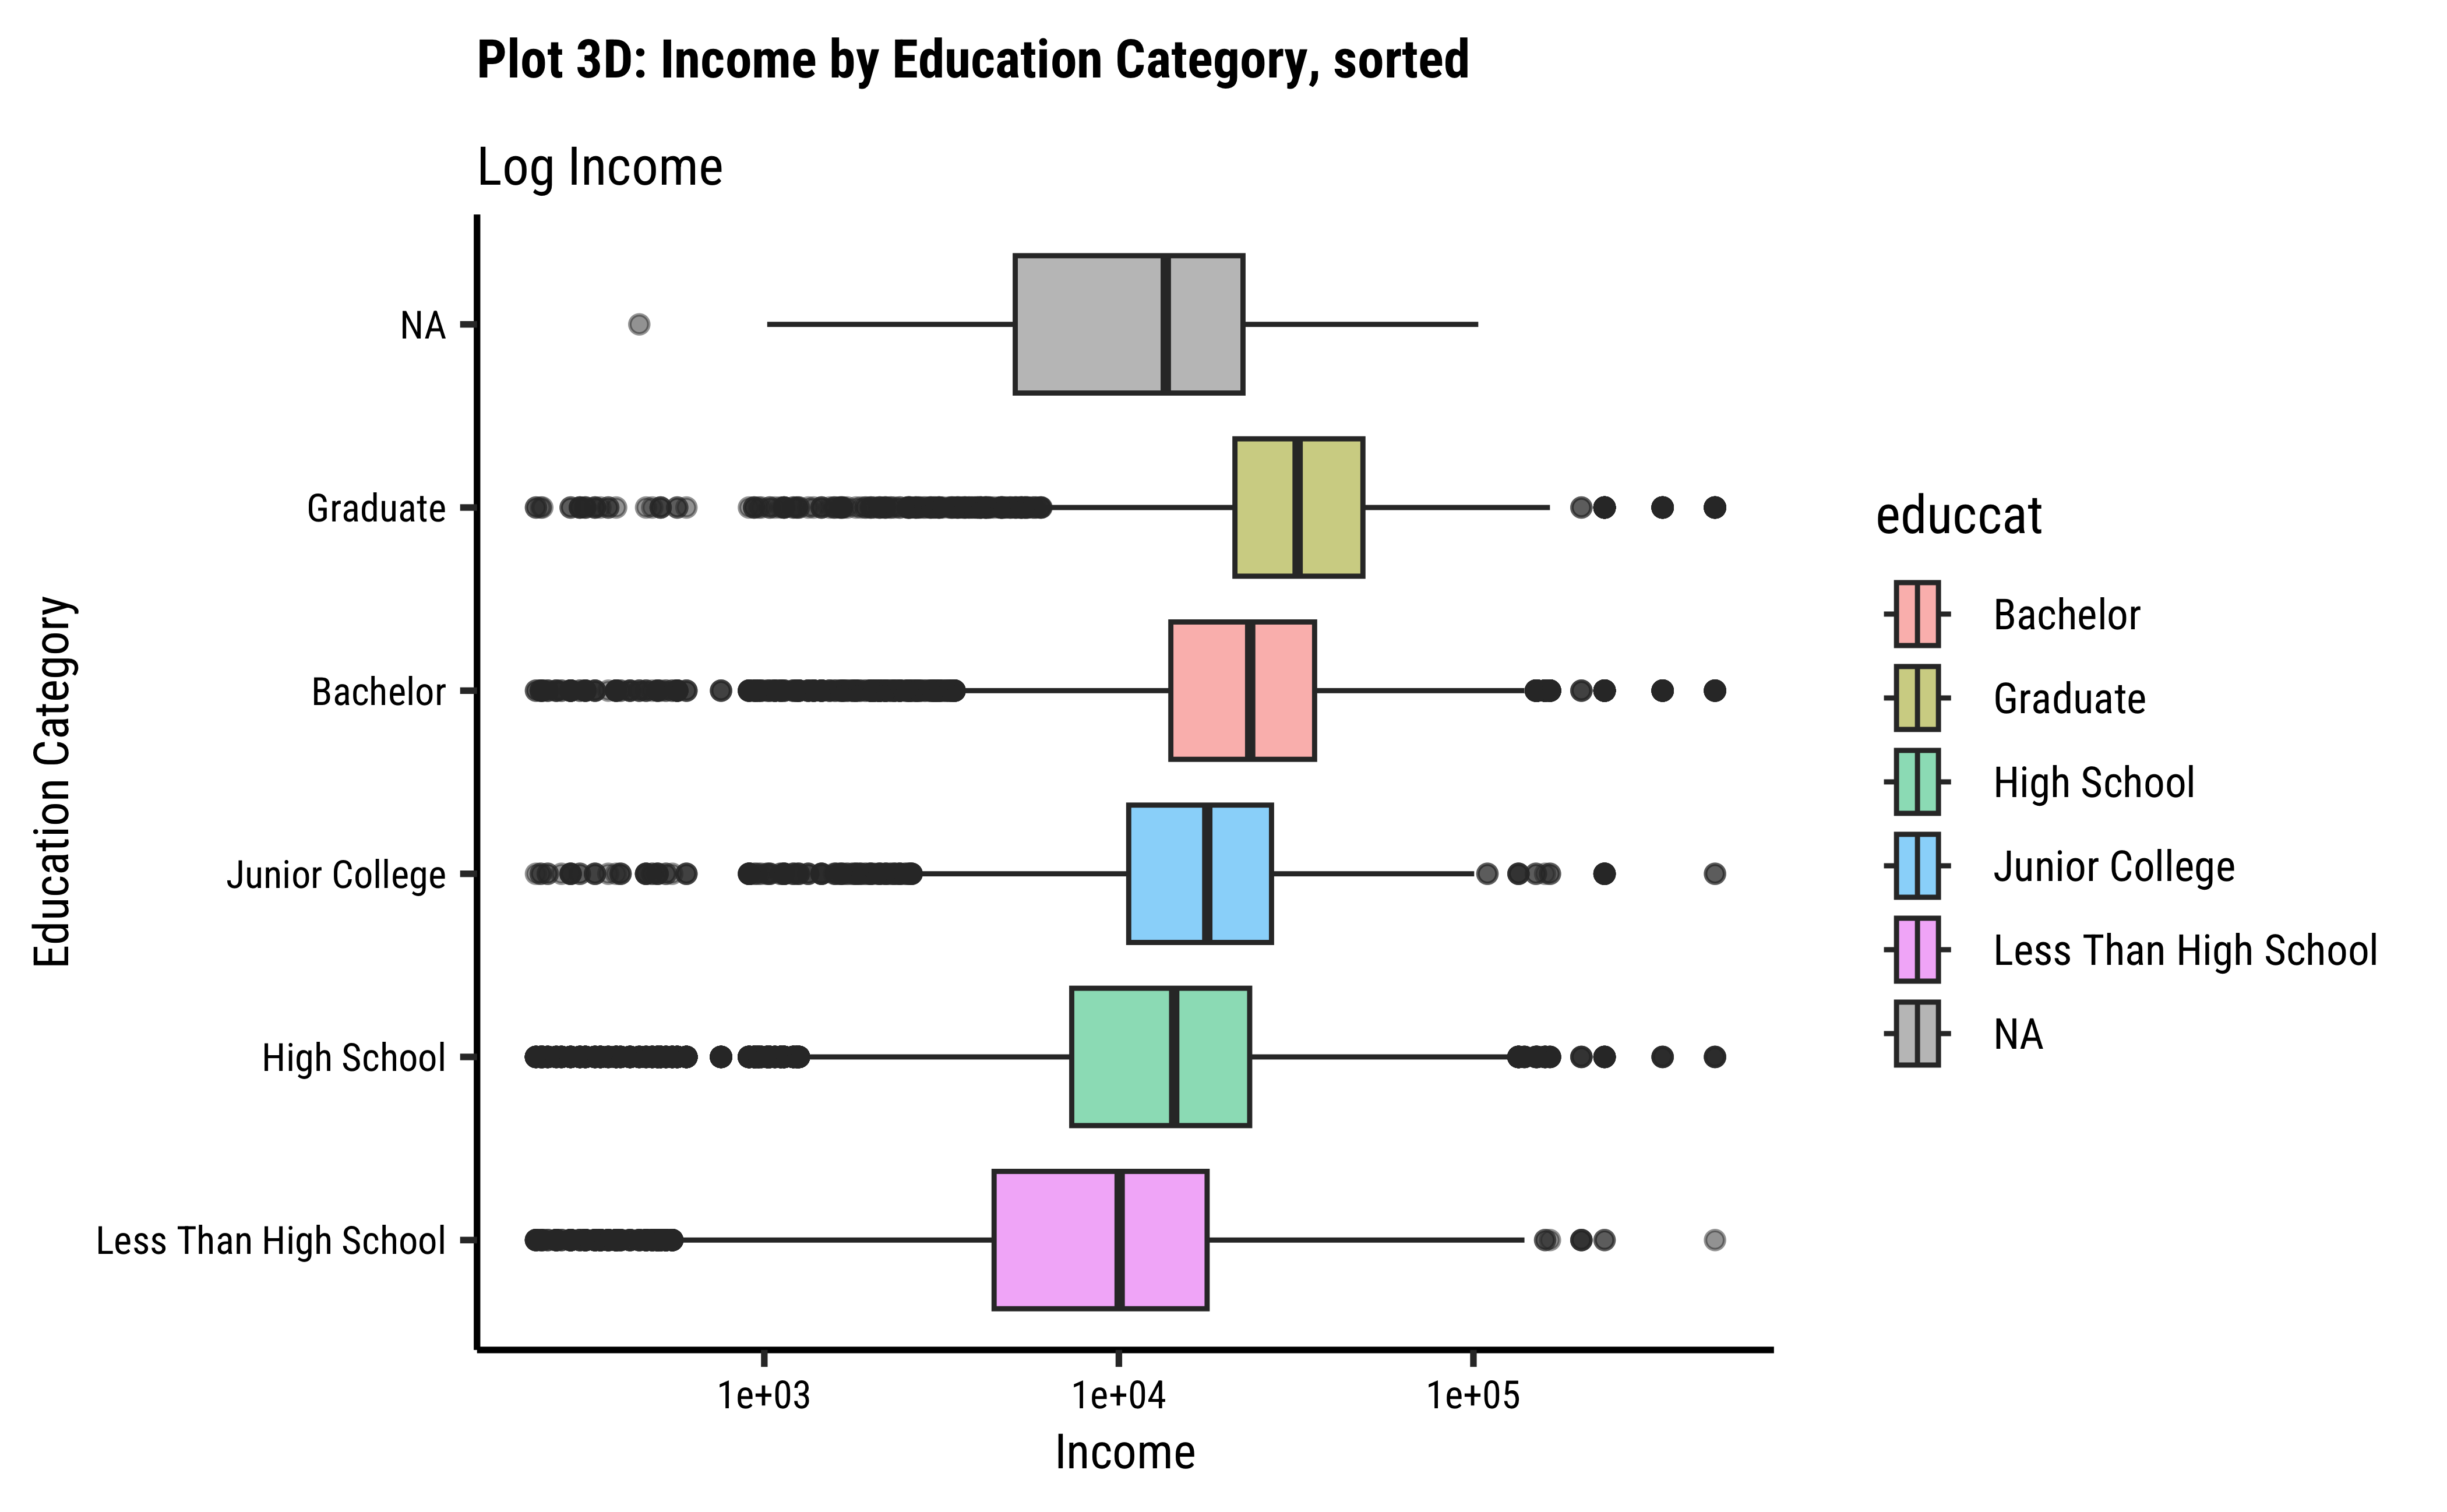 Plot 3D: Income by Education Category, sorted
Log Income
NA
Graduate
Bachelor
Junior College
High School
Less Than High School
Education Category
1e+03
1e+04
1e+05
Income
educcat
Bachelor
Graduate
High School
Junior College
Less Than High School
NA